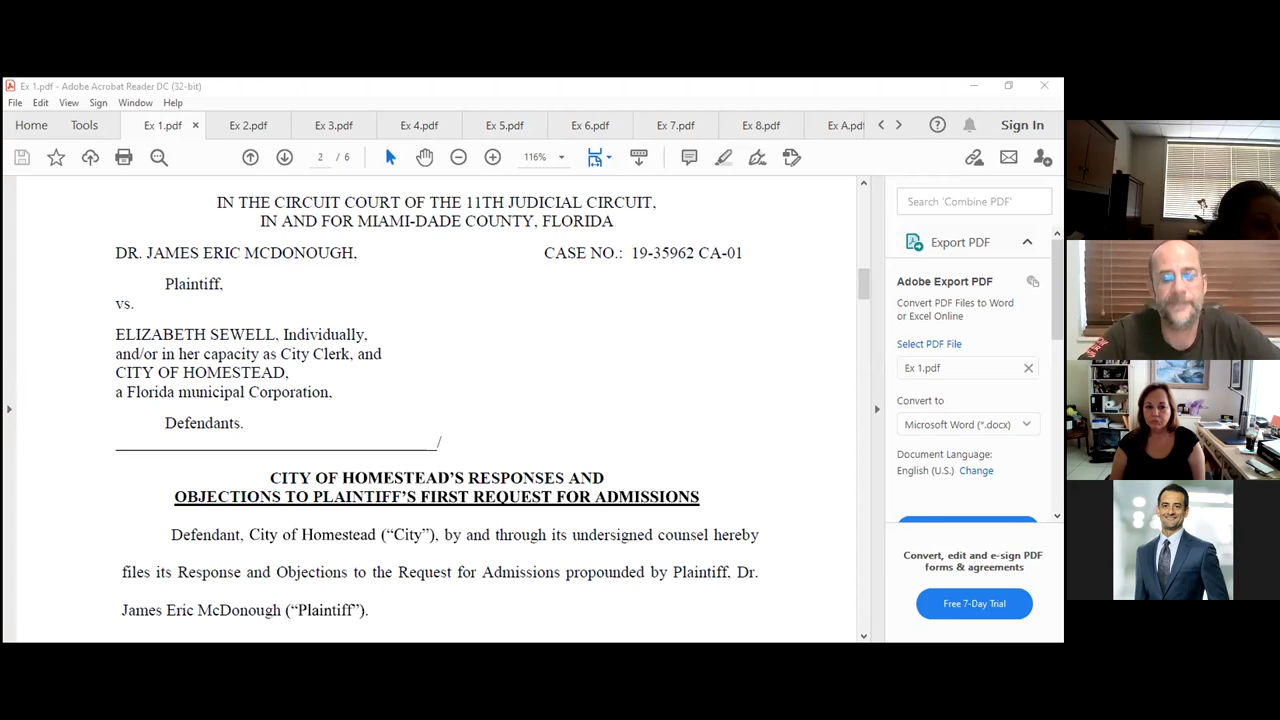 Ex 1.pdf - Adobe Acrobat Reader DC (32-bit)
File Edit View Sign Window Help
Home Tools Ex 1.pdf × Ex 2.pdf Ex 3.pdf Ex 4.pdf Ex 5.pdf Ex 6.pdf Ex 7.pdf Ex 8.pdf Ex A.pdf Sign In
2 / 6 116%
IN THE CIRCUIT COURT OF THE 11TH JUDICIAL CIRCUIT,
IN AND FOR MIAMI-DADE COUNTY, FLORIDA
DR. JAMES ERIC MCDONOUGH, CASE NO.: 19-35962 CA-01
Plaintiff,
vs.
ELIZABETH SEWELL, Individually,
and/or in her capacity as City Clerk, and
CITY OF HOMESTEAD,
a Florida municipal Corporation,
Defendants.
/
CITY OF HOMESTEAD’S RESPONSES AND
OBJECTIONS TO PLAINTIFF’S FIRST REQUEST FOR ADMISSIONS
Defendant, City of Homestead (“City”), by and through its undersigned counsel hereby
files its Response and Objections to the Request for Admissions propounded by Plaintiff, Dr.
James Eric McDonough (“Plaintiff”).
Search 'Combine PDF'
Export PDF
Adobe Export PDF
Convert PDF Files to Word
or Excel Online
Select PDF File
Ex 1.pdf
Convert to
Microsoft Word (*.docx)
Document Language:
English (U.S.) Change
Convert, edit and e-sign PDF
forms & agreements
Free 7-Day Trial